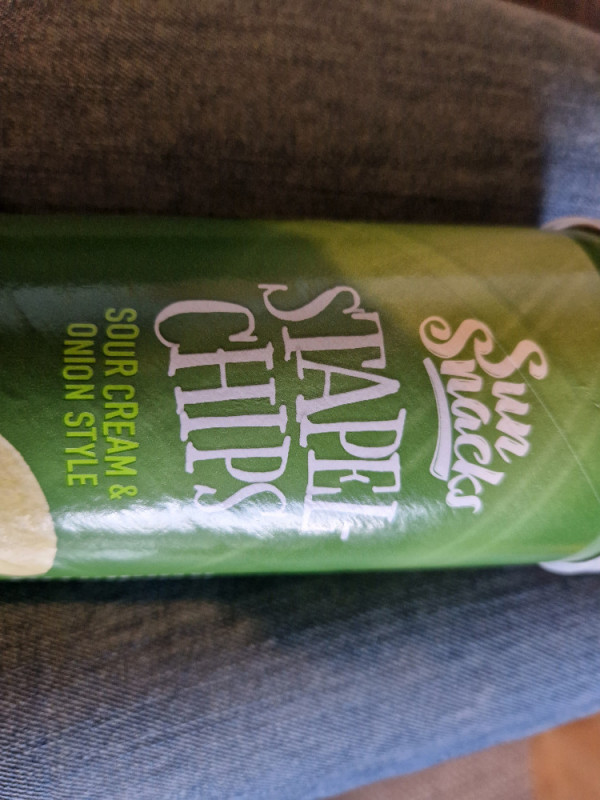 Sun
Snacks
STAPEL
CHIPS
SOUR CREAM &
ONION STYLE